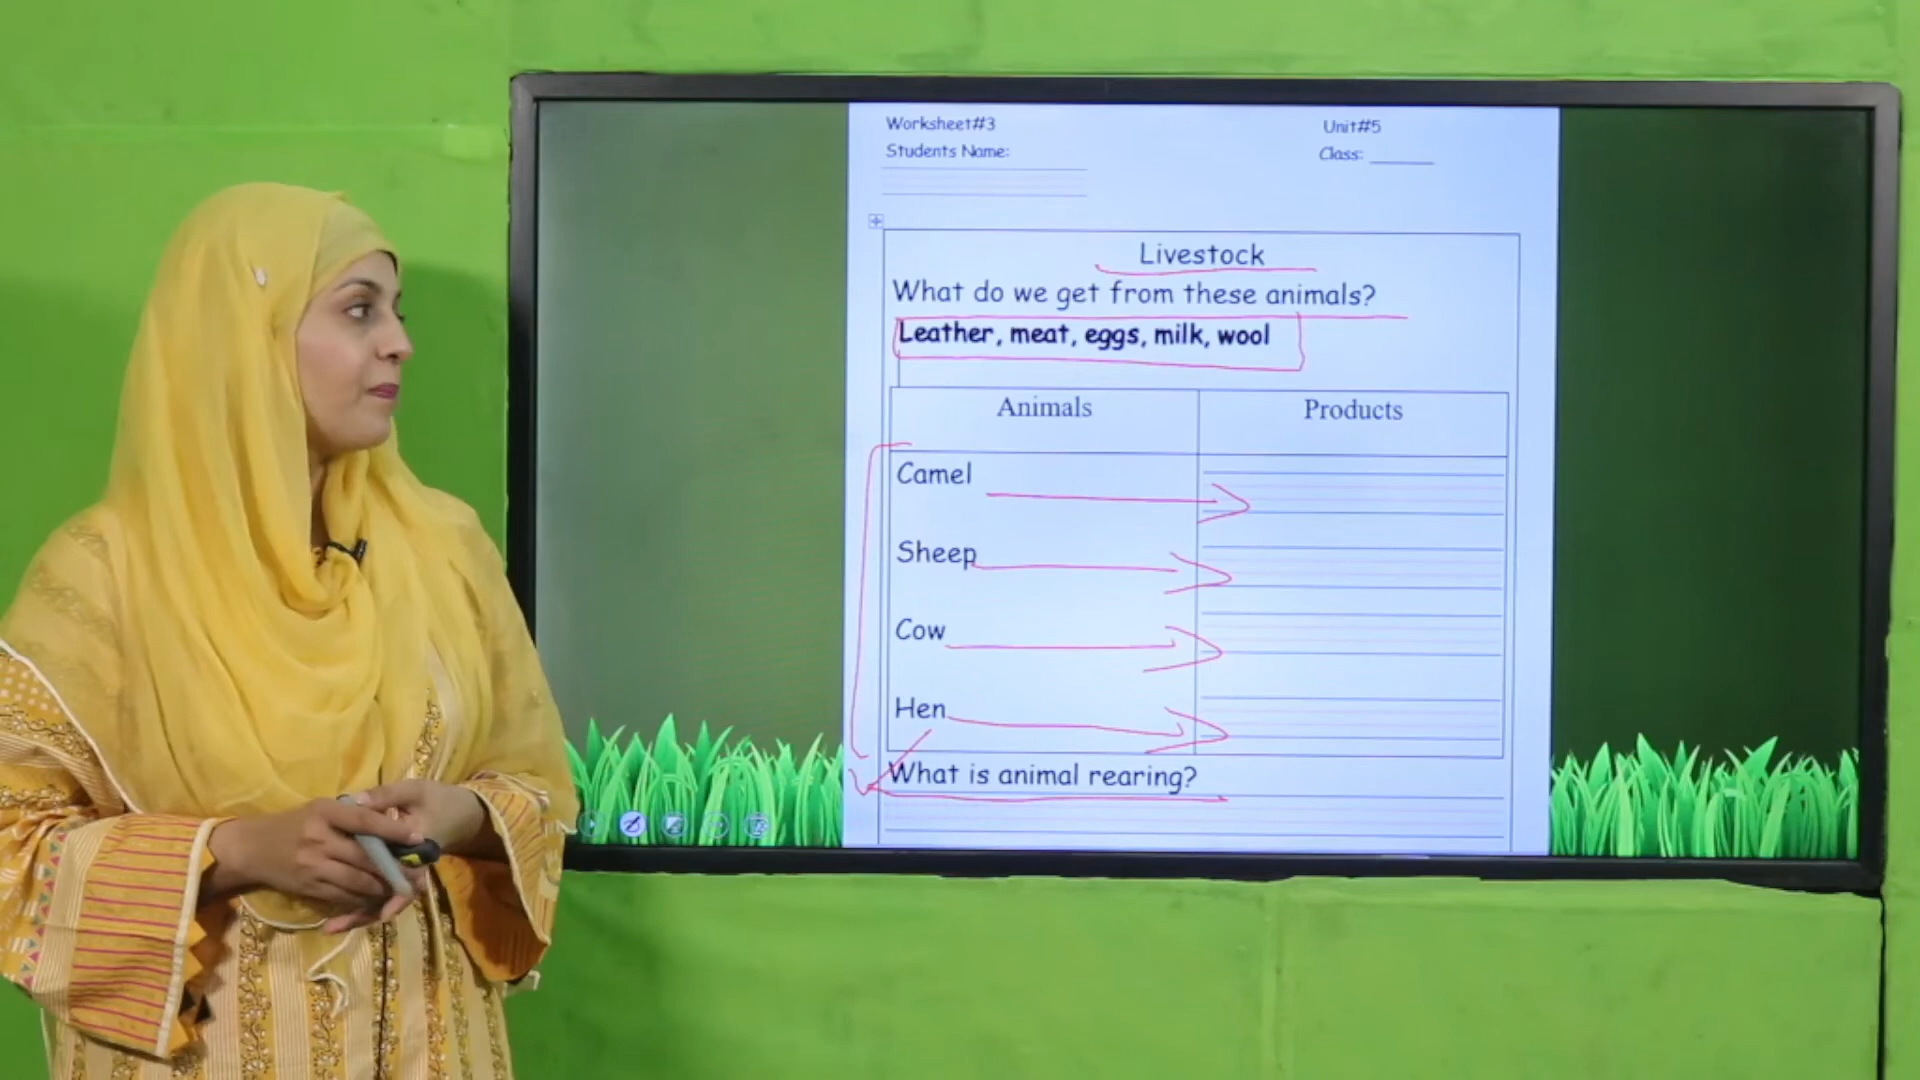 Worksheet#3 Unit#5
Students Name: Class:
Livestock
What do we get from these animals?
Leather, meat, eggs, milk, wool
Animals Products
Camel
Sheep
Cow
Hen
What is animal rearing?